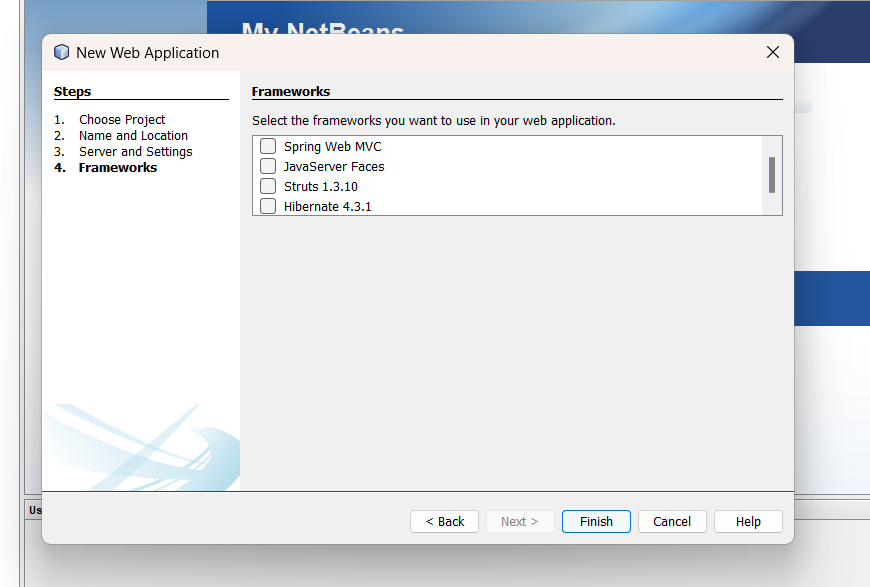 My NetBeans
New Web Application
Steps
1. Choose Project
2. Name and Location
3. Server and Settings
4. Frameworks
Frameworks
Select the frameworks you want to use in your web application.
Spring Web MVC
JavaServer Faces
Struts 1.3.10
Hibernate 4.3.1
Us
< Back
Next >
Finish
Cancel
Help